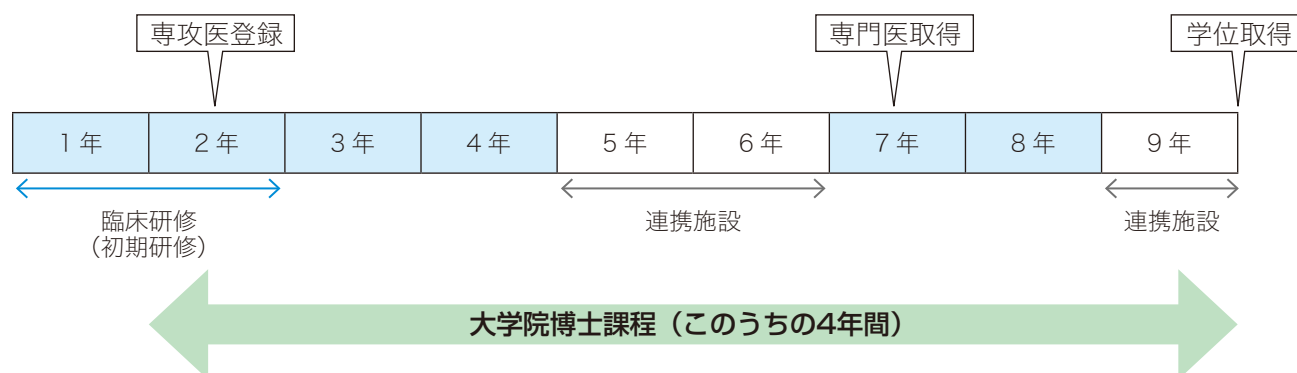 専攻医登録
専門医取得
学位取得
1年
2年
3年
4年
5年
6年
7年
8年
9年
臨床研修
（初期研修）
連携施設
連携施設
大学院博士課程（このうちの4年間）